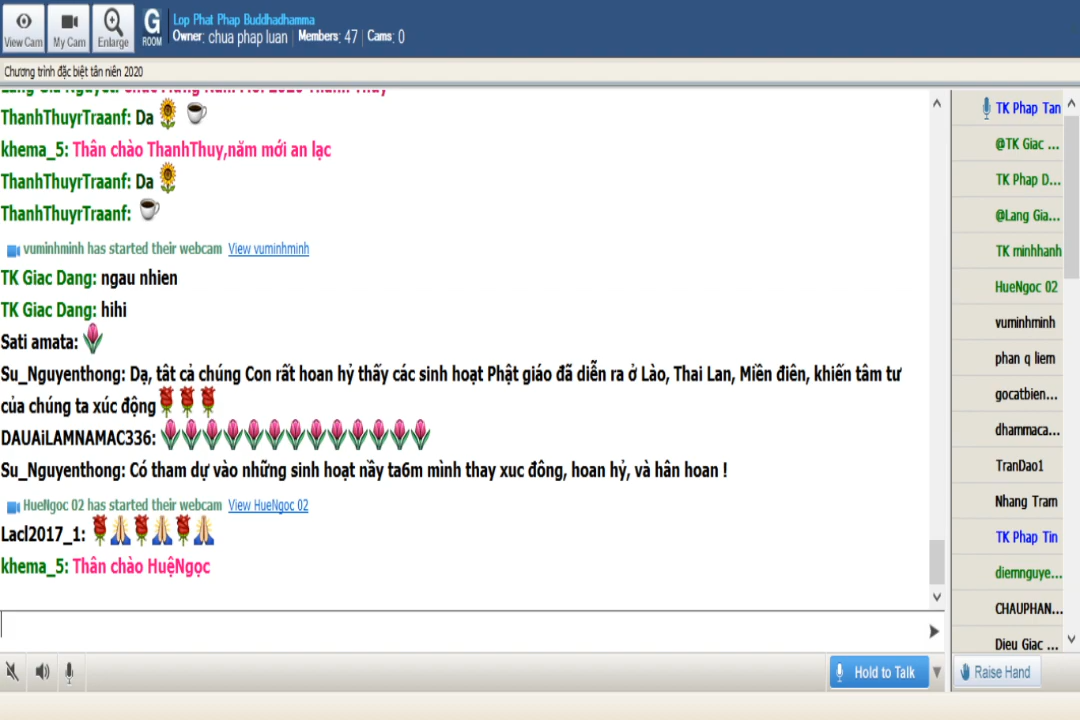 View Cam
My Cam
Enlarge
G
ROOM
Lop Phat Phap Buddhadhamma
Owner: chua phap luan | Members: 47 | Cams: 0
Chương trình đặc biệt tân niên 2020
ThanhThuyrTraanf: Da
khema_5: Thân chào ThanhThuy,năm mới an lạc
ThanhThuyrTraanf: Da
ThanhThuyrTraanf:
vuminhminh has started their webcam View vuminhminh
TK Giac Dang: ngau nhien
TK Giac Dang: hihi
Sati amata:
Su_Nguyenthong: Dạ, tât cả chúng Con rất hoan hỷ thấy các sinh hoạt Phật giáo đã diễn ra ở Lào, Thai Lan, Miền điên, khiến tâm tư
của chúng ta xúc động
DAUAiLAMNAMAC336:
Su_Nguyenthong: Có tham dự vào những sinh hoạt nầy ta6m mình thay xuc đông, hoan hỷ, và hân hoan !
HueNgoc 02 has started their webcam View HueNgoc 02
Lacl2017_1:
khema_5: Thân chào HuệNgọc
Hold to Talk
TK Phap Tan
@TK Giac ...
TK Phap D...
@Lang Gia...
TK minhhanh
HueNgoc 02
vuminhminh
phan q liem
gocatbien...
dhammaca...
TranDao1
Nhang Tram
TK Phap Tin
diemnguye...
CHAUPHAN...
Dieu Giac ...
Raise Hand